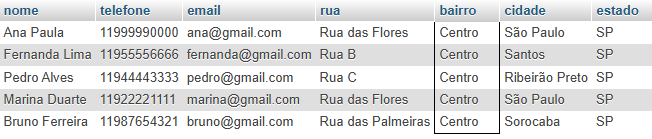 nome telefone email rua bairro cidade estado
Ana Paula 11999990000 ana@gmail.com Rua das Flores Centro São Paulo SP
Fernanda Lima 11955556666 fernanda@gmail.com Rua B Centro Santos SP
Pedro Alves 11944443333 pedro@gmail.com Rua C Centro Ribeirão Preto SP
Marina Duarte 11922221111 marina@gmail.com Rua das Flores Centro São Paulo SP
Bruno Ferreira 11987654321 bruno@gmail.com Rua das Palmeiras Centro Sorocaba SP